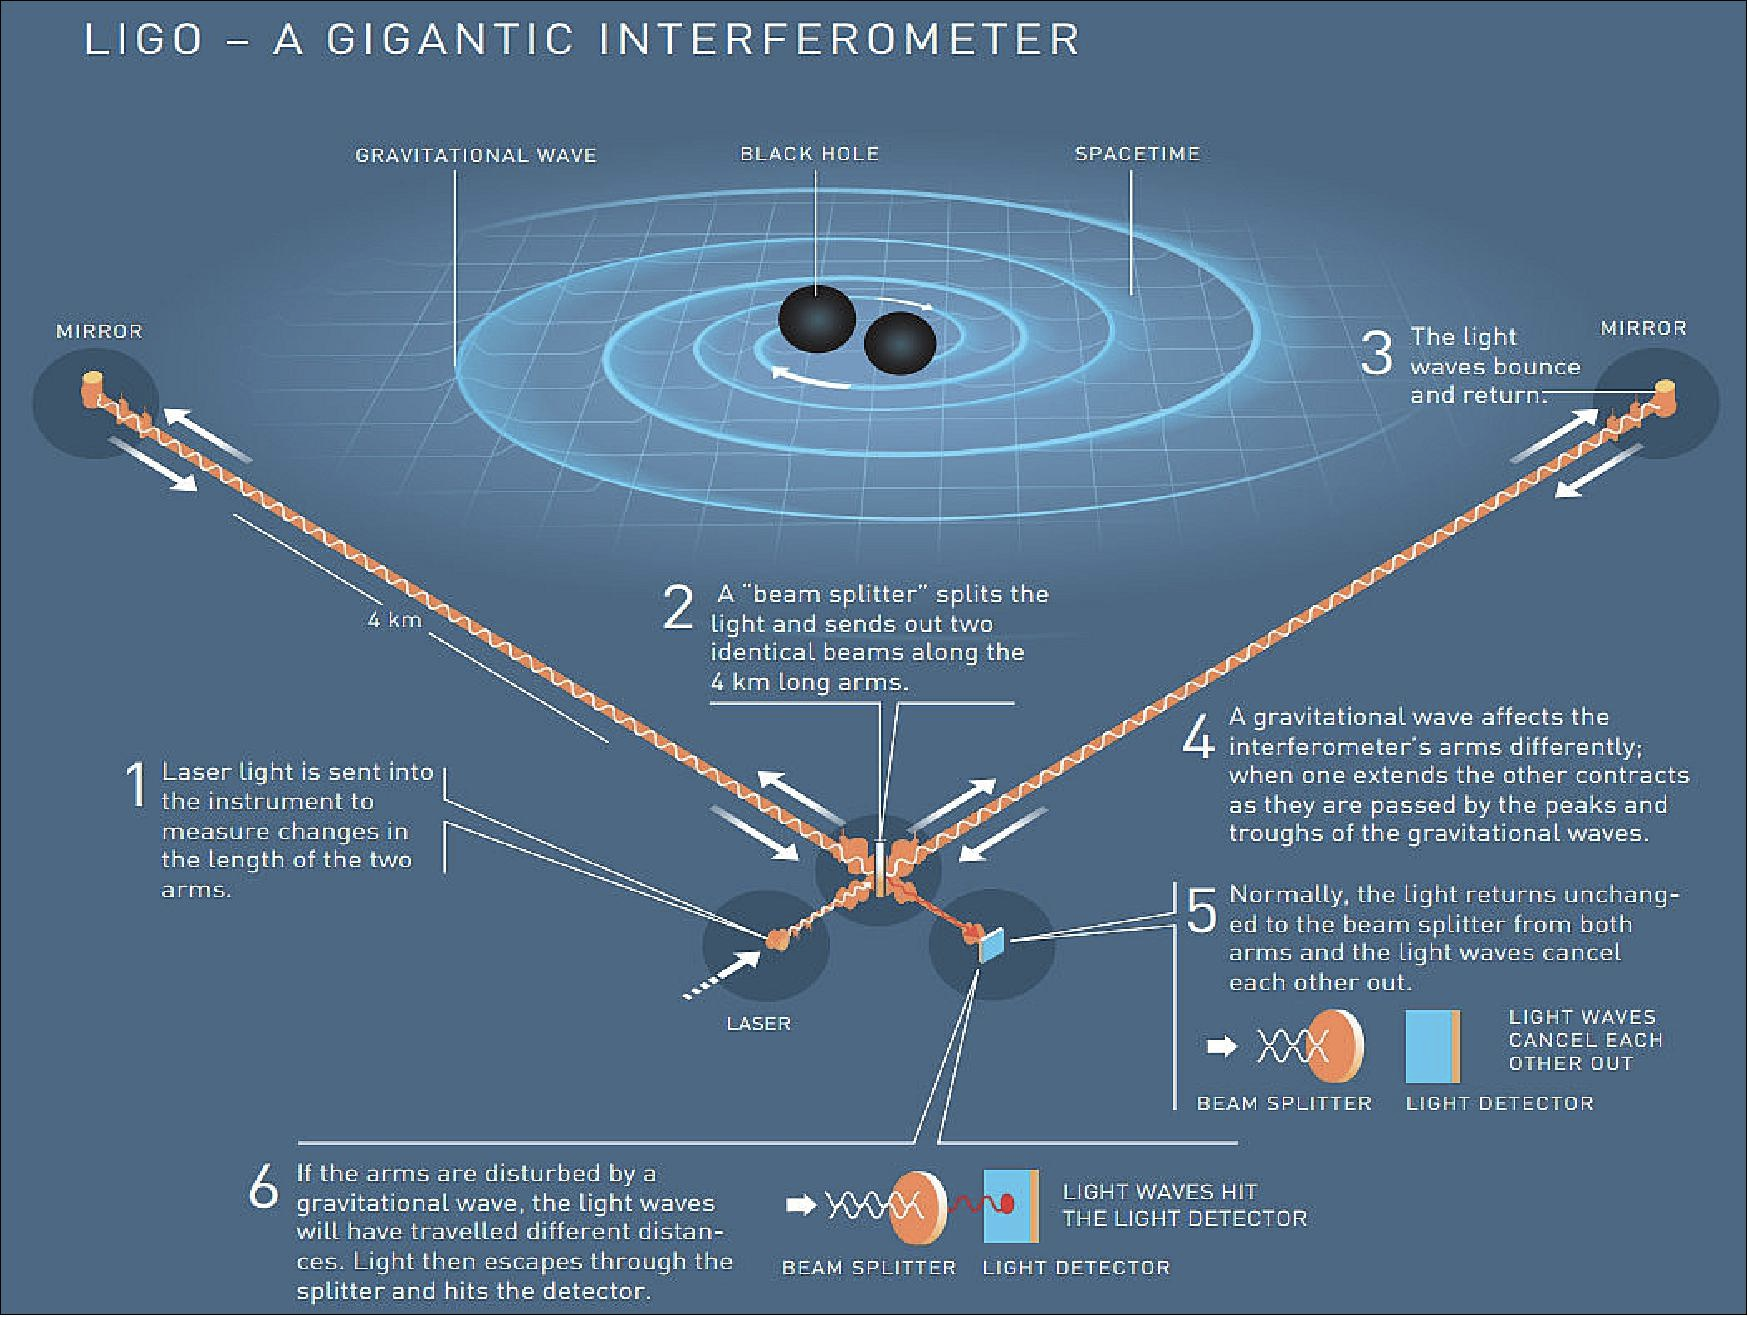 LIGO – A GIGANTIC INTERFEROMETER
GRAVITATIONAL WAVE
BLACK HOLE
SPACETIME
MIRROR
MIRROR
3
The light
waves bounce
and return.
4 km
2
A “beam splitter” splits the
light and sends out two
identical beams along the
4 km long arms.
1
Laser light is sent into
the instrument to
measure changes in
the length of the two
arms.
4
A gravitational wave affects the
interferometer’s arms differently;
when one extends the other contracts
as they are passed by the peaks and
troughs of the gravitational waves.
5
Normally, the light returns unchang-
ed to the beam splitter from both
arms and the light waves cancel
each other out.
LIGHT WAVES
CANCEL EACH
OTHER OUT
BEAM SPLITTER
LIGHT DETECTOR
LASER
6
If the arms are disturbed by a
gravitational wave, the light waves
will have travelled different distan-
ces. Light then escapes through the
splitter and hits the detector.
LIGHT WAVES HIT
THE LIGHT DETECTOR
BEAM SPLITTER
LIGHT DETECTOR